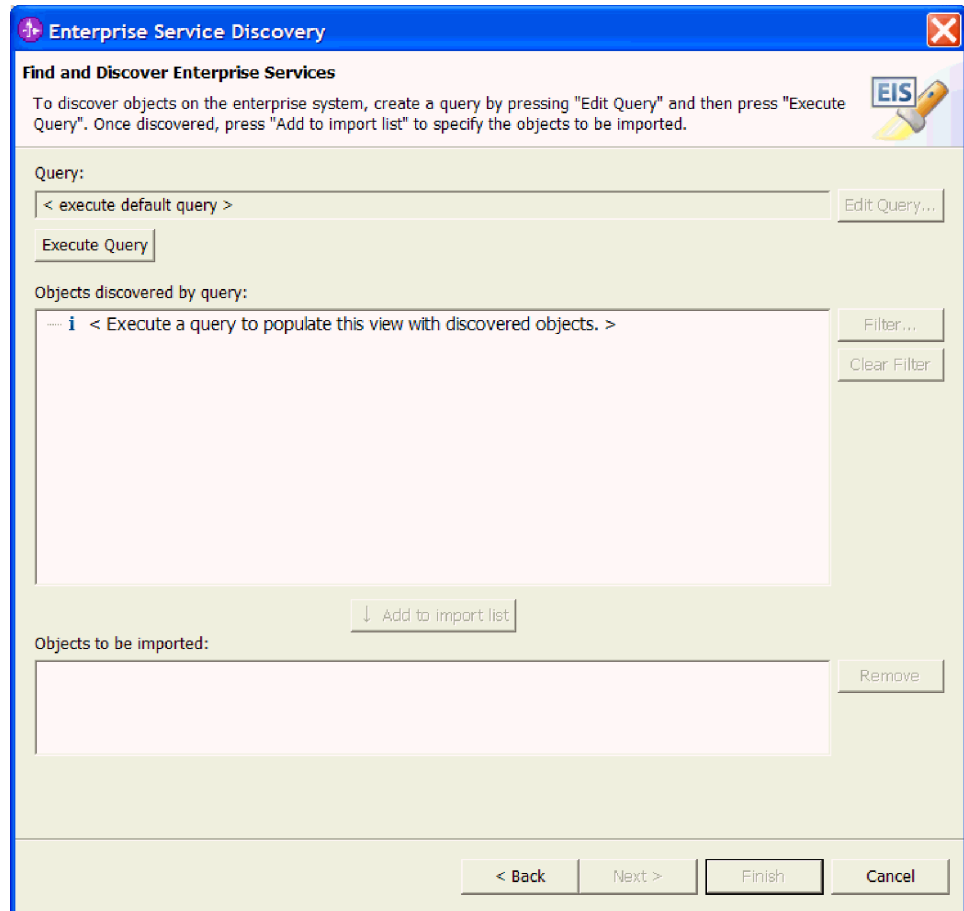 Enterprise Service Discovery
Find and Discover Enterprise Services
To discover objects on the enterprise system, create a query by pressing "Edit Query" and then press "Execute
Query". Once discovered, press "Add to import list" to specify the objects to be imported.
EIS
Query:
< execute default query >
Edit Query...
Execute Query
Objects discovered by query:
i < Execute a query to populate this view with discovered objects. >
Filter...
Clear Filter
↓ Add to import list
Objects to be imported:
Remove
< Back
Next >
Finish
Cancel